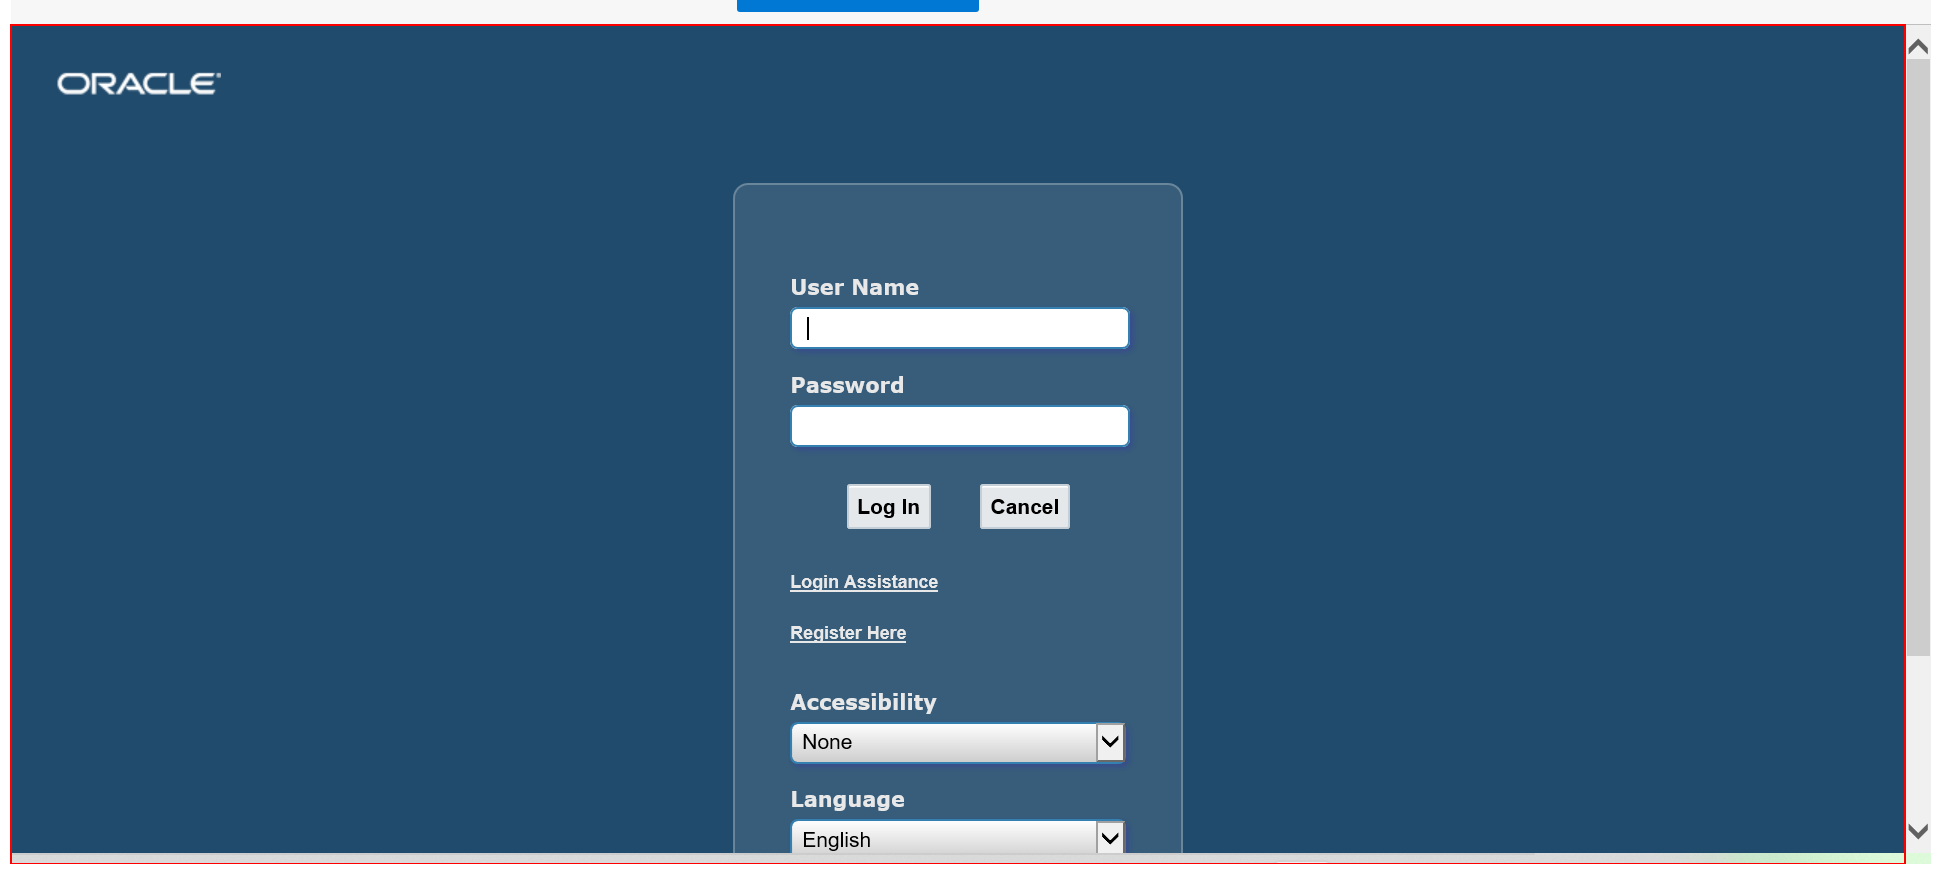 ORACLE
User Name
Password
Log In Cancel
Login Assistance
Register Here
Accessibility
None
Language
English